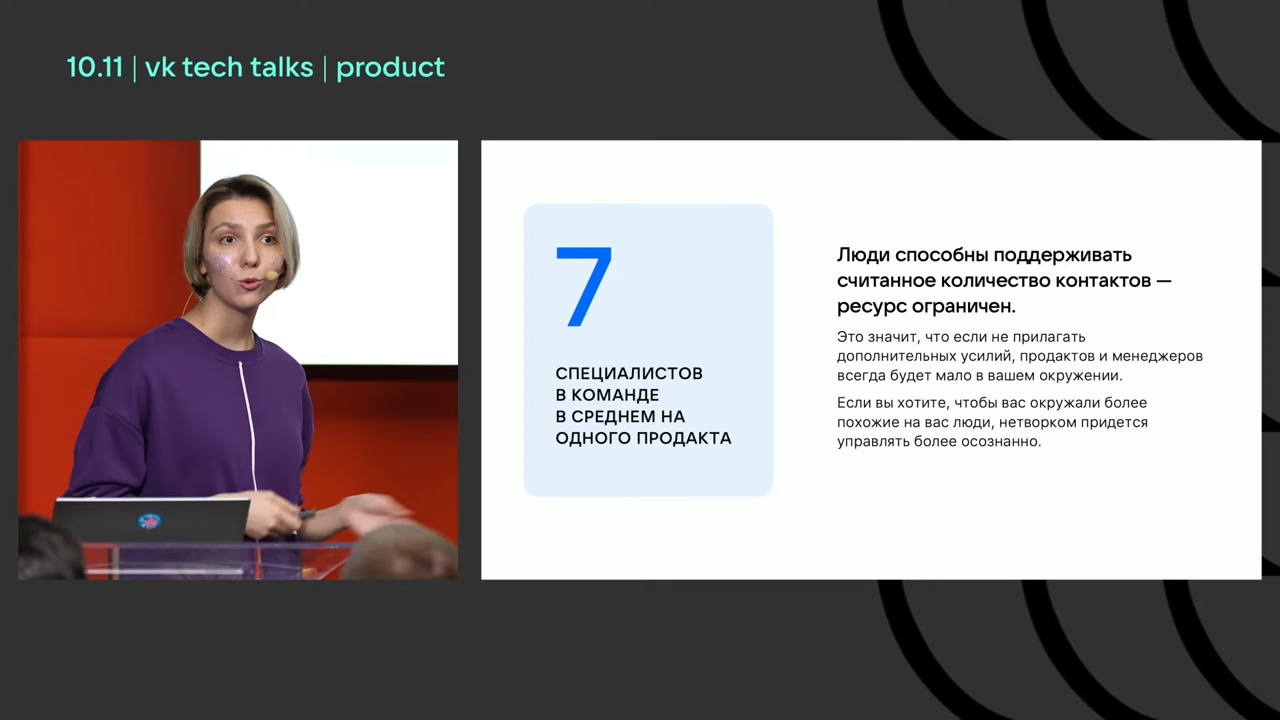 10.11 | vk tech talks | product
7
СПЕЦИАЛИСТОВ
В КОМАНДЕ
В СРЕДНЕМ НА
ОДНОГО ПРОДАКТА
Люди способны поддерживать
считанное количество контактов —
ресурс ограничен.
Это значит, что если не прилагать
дополнительных усилий, продактов и менеджеров
всегда будет мало в вашем окружении.
Если вы хотите, чтобы вас окружали более
похожие на вас люди, нетворком придется
управлять более осознанно.